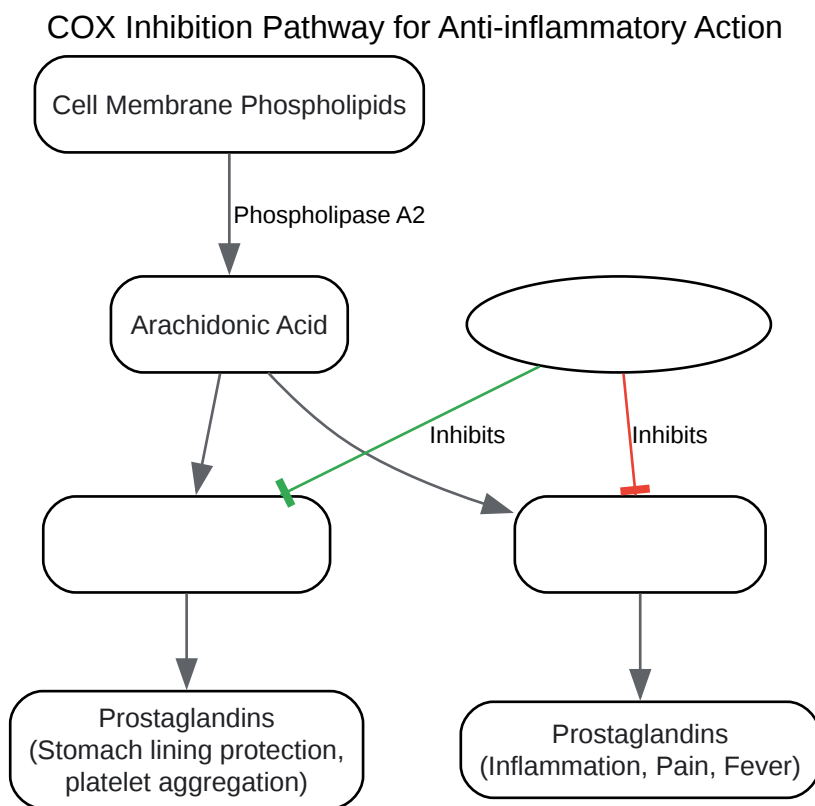 COX Inhibition Pathway for Anti-inflammatory Action
Cell Membrane Phospholipids
Phospholipase A2
Arachidonic Acid
Inhibits
Inhibits
Prostaglandins
(Stomach lining protection,
platelet aggregation)
Prostaglandins
(Inflammation, Pain, Fever)